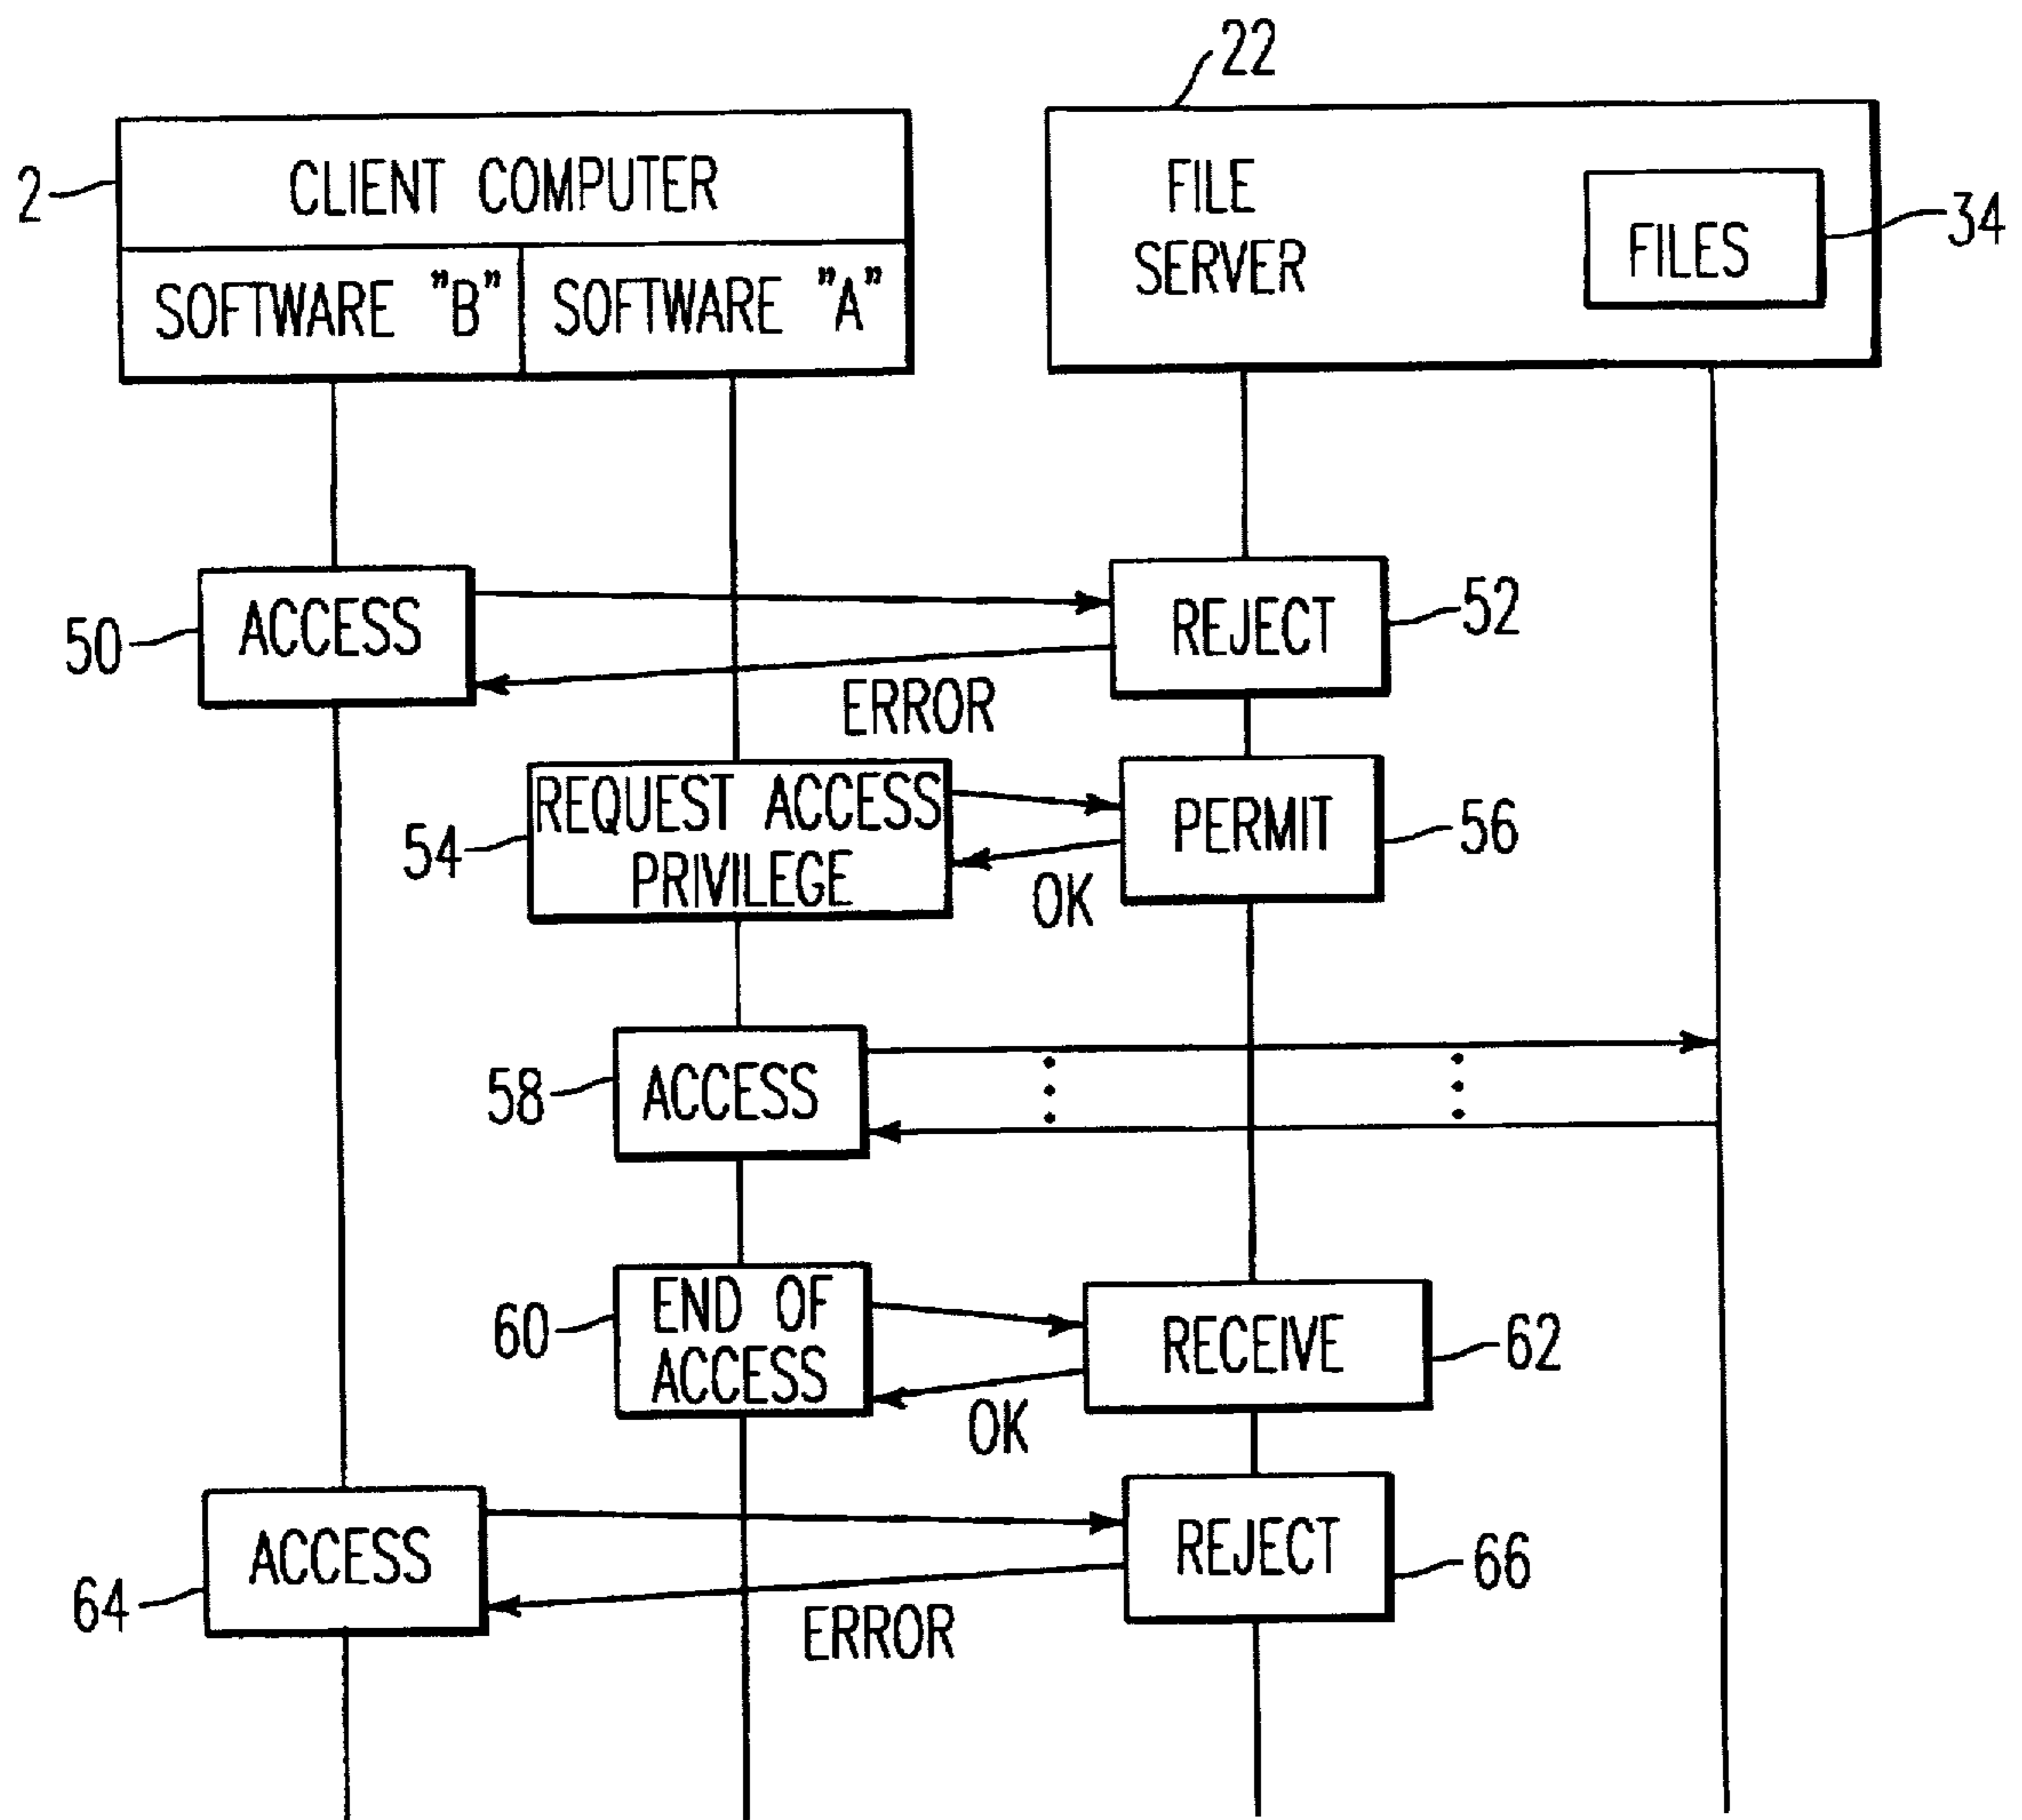 22
2
CLIENT COMPUTER
FILE
SERVER
FILES
34
SOFTWARE "B"
SOFTWARE "A"
50
ACCESS
REJECT
52
ERROR
54
REQUEST ACCESS
PRIVILEGE
PERMIT
56
OK
58
ACCESS
60
END OF
ACCESS
RECEIVE
62
OK
64
ACCESS
REJECT
66
ERROR